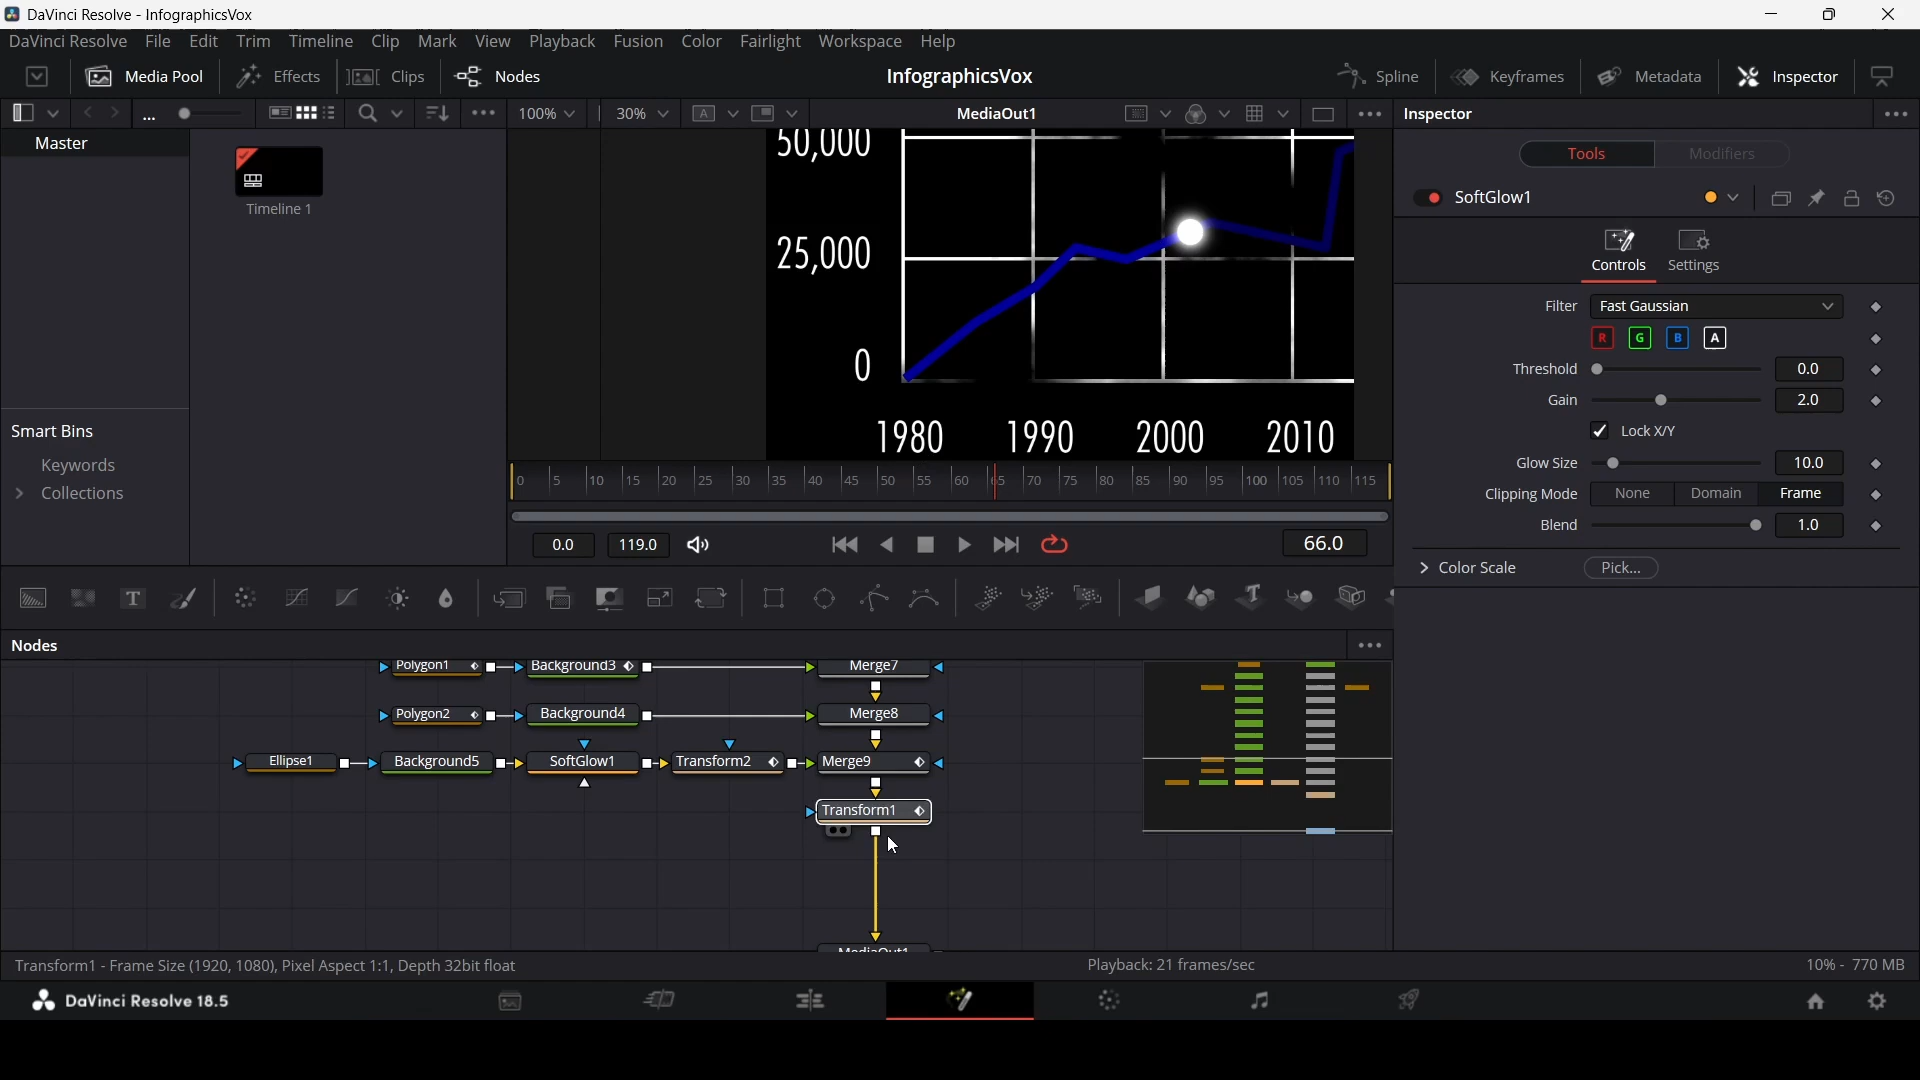 DaVinci Resolve - InfographicsVox
DaVinci Resolve File Edit Trim Timeline Clip Mark View Playback Fusion Color Fairlight Workspace Help
Media Pool Effects Clips Nodes InfographicsVox Spline Keyframes Metadata Inspector
... 100% 30% A MediaOut1 Inspector
Master
Timeline 1
Smart Bins
Keywords
Collections
50,000
25,000
0
1980 1990 2000 2010
0 5 10 15 20 25 30 35 40 45 50 55 60 65 70 75 80 85 90 95 100 105 110 115
0.0 119.0 66.0
Tools Modifiers
SoftGlow1
Controls Settings
Filter Fast Gaussian
R G B A
Threshold 0.0
Gain 2.0
Lock X/Y
Glow Size 10.0
Clipping Mode None Domain Frame
Blend 1.0
Color Scale Pick...
Nodes
Polygon1 Background3 Merge7
Polygon2 Background4 Merge8
Ellipse1 Background5 SoftGlow1 Transform2 Merge9
Transform1
MediaOut1
Transform1 - Frame Size (1920, 1080), Pixel Aspect 1:1, Depth 32bit float Playback: 21 frames/sec 10% - 770 MB
DaVinci Resolve 18.5